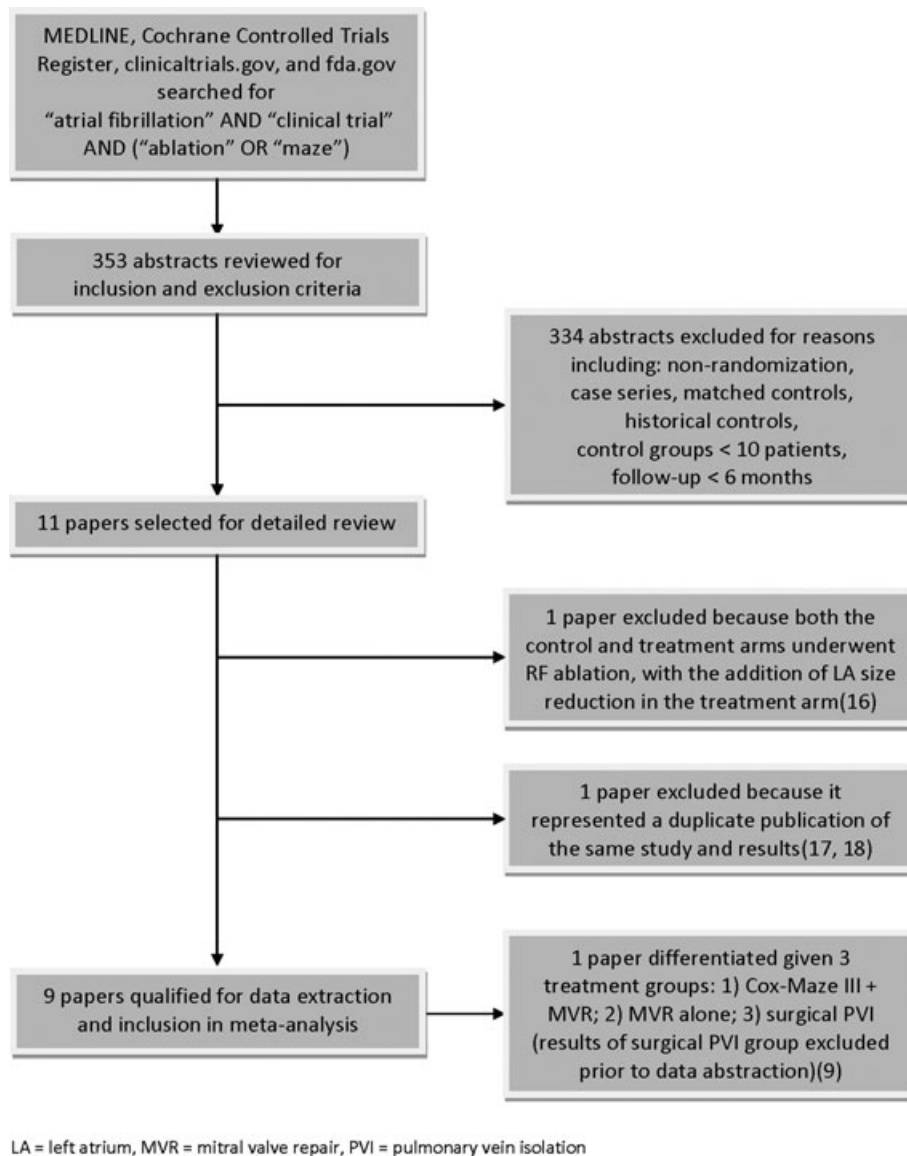 MEDLINE, Cochrane Controlled Trials
Register, clinicaltrials.gov, and fda.gov
searched for
“atrial fibrillation” AND “clinical trial”
AND (“ablation” OR “maze”)
353 abstracts reviewed for
inclusion and exclusion criteria
334 abstracts excluded for reasons
including: non-randomization,
case series, matched controls,
historical controls,
control groups < 10 patients,
follow-up < 6 months
11 papers selected for detailed review
1 paper excluded because both the
control and treatment arms underwent
RF ablation, with the addition of LA size
reduction in the treatment arm(16)
1 paper excluded because it
represented a duplicate publication of
the same study and results(17, 18)
9 papers qualified for data extraction
and inclusion in meta-analysis
1 paper differentiated given 3
treatment groups: 1) Cox-Maze III +
MVR; 2) MVR alone; 3) surgical PVI
(results of surgical PVI group excluded
prior to data abstraction)(9)
LA = left atrium, MVR = mitral valve repair, PVI = pulmonary vein isolation